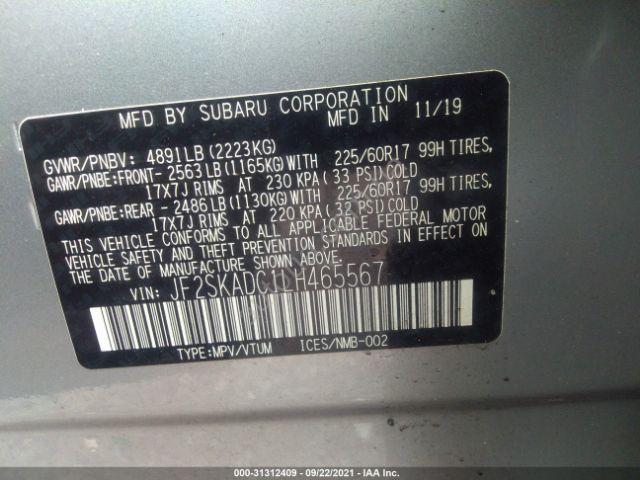 MFD BY SUBARU CORPORATION
MFD IN 11/19
GVWR/PNBV: 4891LB (2223KG)
GAWR/PNBE:FRONT- 2563 LB (1165KG) WITH 225/60R17 99H TIRES,
17X7J RIMS AT 230 KPA ( 33 PSI) COLD
GAWR/PNBE:REAR - 2486 LB (1130KG) WITH 225/60R17 99H TIRES,
17X7J RIMS AT 220 KPA ( 32 PSI) COLD
THIS VEHICLE CONFORMS TO ALL APPLICABLE FEDERAL MOTOR
VEHICLE SAFETY AND THEFT PREVENTION STANDARDS IN EFFECT ON
THE DATE OF MANUFACTURE SHOWN ABOVE.
VIN:
TYPE:MPV/VTUM ICES/NMB-002
000-31312409 - 09/22/2021 - IAA Inc.